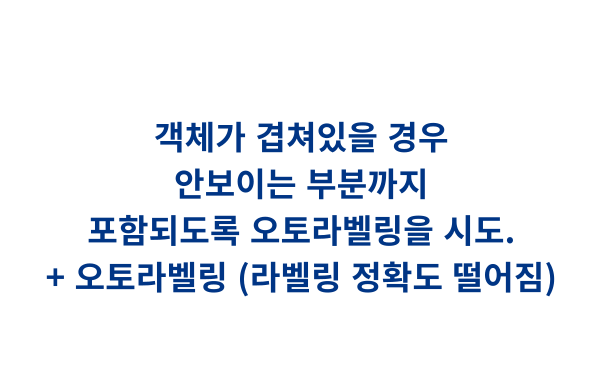 객체가 겹쳐있을 경우
안보이는 부분까지
포함되도록 오토라벨링을 시도.
+ 오토라벨링 (라벨링 정확도 떨어짐)